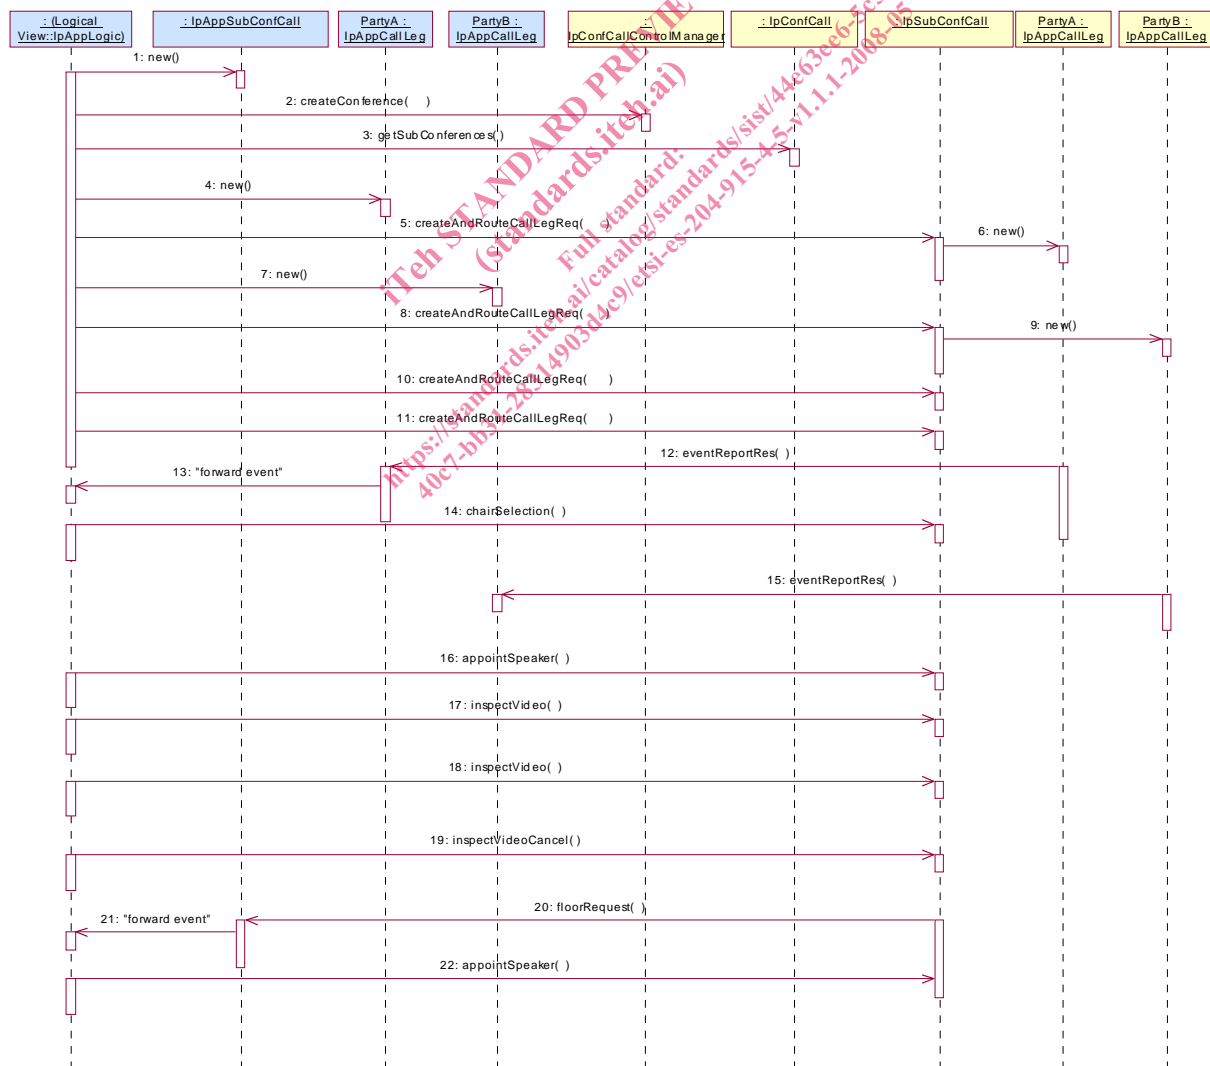 : (Logical
View::IpAppLogic)
: IpAppSubConfCall
PartyA :
IpAppCallLeg
PartyB :
IpAppCallLeg
:
IpConfCallControlManager
: IpConfCall
: IpSubConfCall
PartyA :
IpAppCallLeg
PartyB :
IpAppCallLeg
1: new()
2: createConference( )
3: getSubConferences()
4: new()
5: createAndRouteCallLegReq( )
6: new()
7: new()
8: createAndRouteCallLegReq( )
9: new()
10: createAndRouteCallLegReq( )
11: createAndRouteCallLegReq( )
12: eventReportRes( )
13: "forward event"
14: chairSelection( )
15: eventReportRes( )
16: appointSpeaker( )
17: inspectVideo( )
18: inspectVideo( )
19: inspectVideoCancel( )
20: floorRequest( )
21: "forward event"
22: appointSpeaker( )
iTeh STANDARD PREVIE
(standards.iteh.ai)
Full standard:
https://standards.iteh.ai/catalog/standards/sist/44e63ee6-5c5
40c7-bb31-28314903d4c9/etsi-es-204-915-4-5-v1.1.1-2008-05